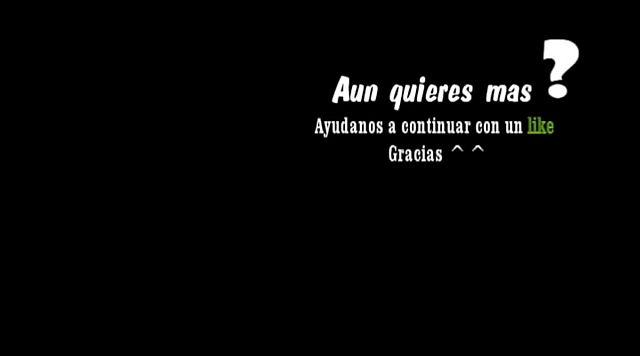 Aun quieres mas ?
Ayudanos a continuar con un like
Gracias ^ ^